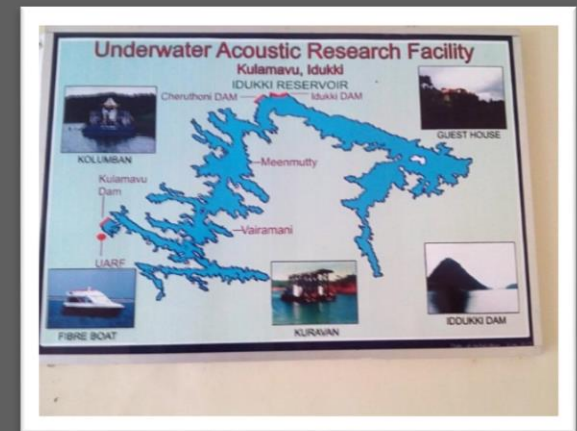 Underwater Acoustic Research Facility
Kulamavu, Idukki
IDUKKI RESERVOIR
Cheruthoni DAM
Idukki DAM
KOLUMBAN
GUEST HOUSE
Meenmutty
Kulamavu
Dam
Vairamani
UARF
FIBRE BOAT
KURAVAN
IDDUKKI DAM